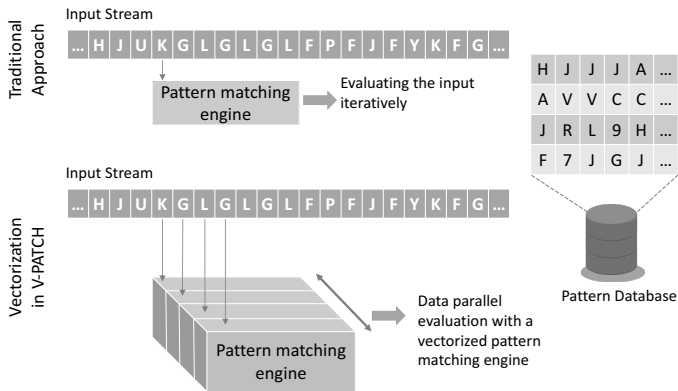 Traditional
Approach
Input Stream
... H J U K G L G L G L F P F J F Y K F G ...
Pattern matching
engine
Evaluating the input
iteratively
Vectorization
in V-PATCH
Input Stream
... H J U K G L G L G L F P F J F Y K F G ...
Pattern matching
engine
Data parallel
evaluation with a
vectorized pattern
matching engine
H J J J A ...
A V V C C ...
J R L 9 H ...
F 7 J G J ...
Pattern Database